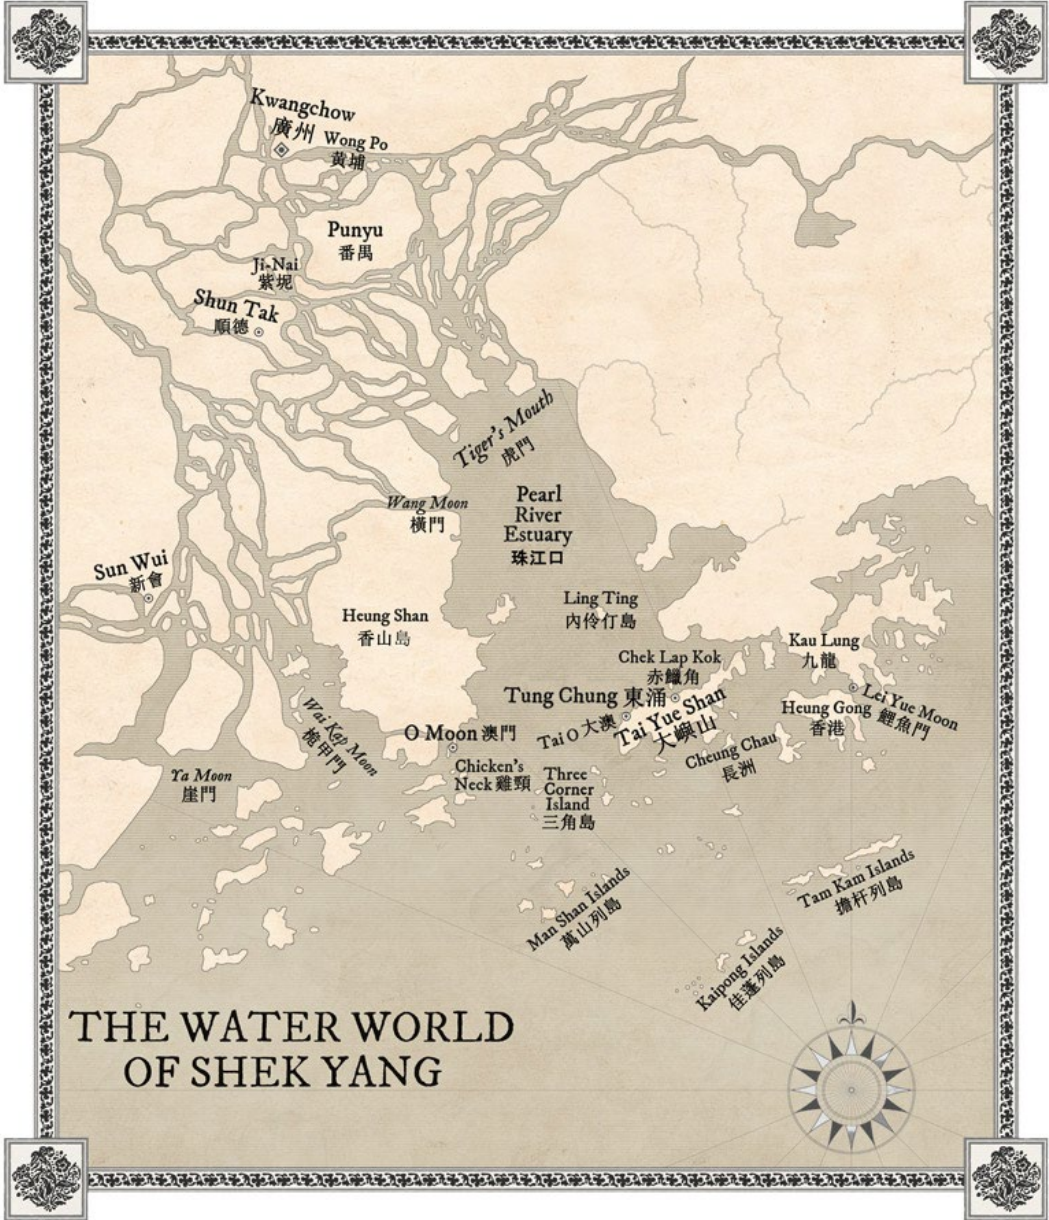 Kwangchow
廣州
Wong Po
黃埔
Punyu
番禺
Ji-Nai
紫坭
Shun Tak
順德
Tiger's Mouth
虎門
Wang Moon
橫門
Pearl
River
Estuary
珠江口
Sun Wui
新會
Ling Ting
內伶仃島
Heung Shan
香山島
Kau Lung
九龍
Chek Lap Kok
赤鱲角
Tung Chung 東涌
Lei Yue Moon
鯉魚門
Tai Yue Shan
大嶼山
Heung Gong
香港
Tai O 大澳
O Moon 澳門
Wai Kap Moon
桅甲門
Cheung Chau
長洲
Chicken's
Neck 雞頸
Three
Corner
Island
三角島
Ya Moon
崖門
Tam Kam Islands
擔杆列島
Man Shan Islands
萬山列島
Kaipong Islands
佳蓬列島
THE WATER WORLD
OF SHEK YANG